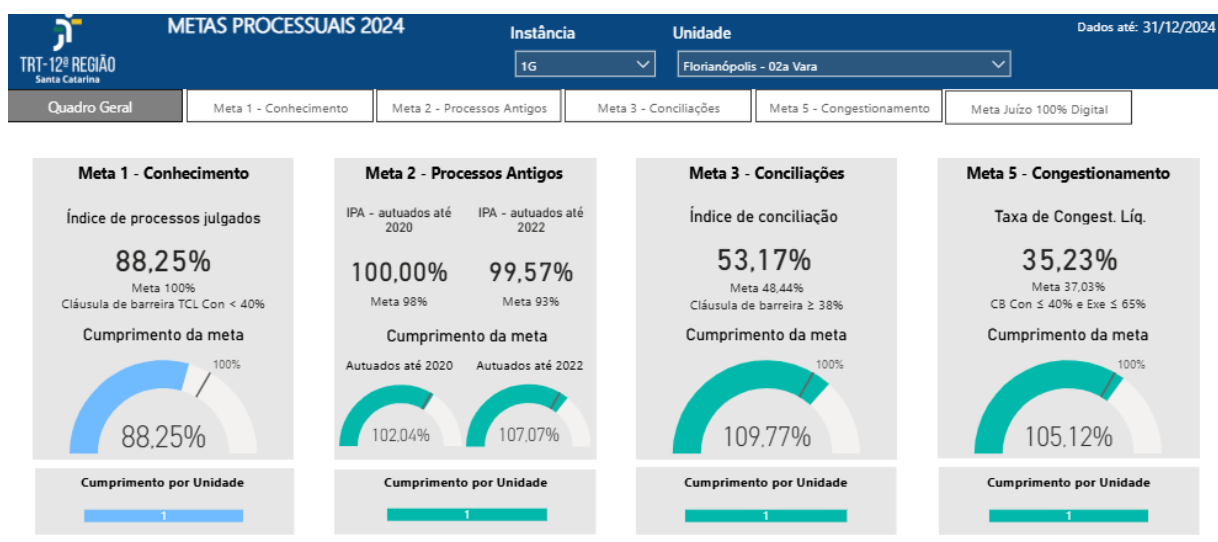 METAS PROCESSUAIS 2024
TRT-12ª REGIÃO
Santa Catarina
Instância
1G
Unidade
Florianópolis - 02a Vara
Dados até: 31/12/2024
Quadro Geral
Meta 1 - Conhecimento
Meta 2 - Processos Antigos
Meta 3 - Conciliações
Meta 5 - Congestionamento
Meta Juízo 100% Digital
Meta 1 - Conhecimento
Índice de processos julgados
88,25%
Meta 100%
Cláusula de barreira TCL Con < 40%
Cumprimento da meta
100%
88,25%
Cumprimento por Unidade
1
Meta 2 - Processos Antigos
IPA - autuados até
2020
IPA - autuados até
2022
100,00%
99,57%
Meta 98%
Meta 93%
Cumprimento da meta
Autuados até 2020
Autuados até 2022
102,04%
107,07%
Cumprimento por Unidade
1
Meta 3 - Conciliações
Índice de conciliação
53,17%
Meta 48,44%
Cláusula de barreira ≥ 38%
Cumprimento da meta
100%
109,77%
Cumprimento por Unidade
1
Meta 5 - Congestionamento
Taxa de Congest. Líq.
35,23%
Meta 37,03%
CB Con ≤ 40% e Exe ≤ 65%
Cumprimento da meta
100%
105,12%
Cumprimento por Unidade
1